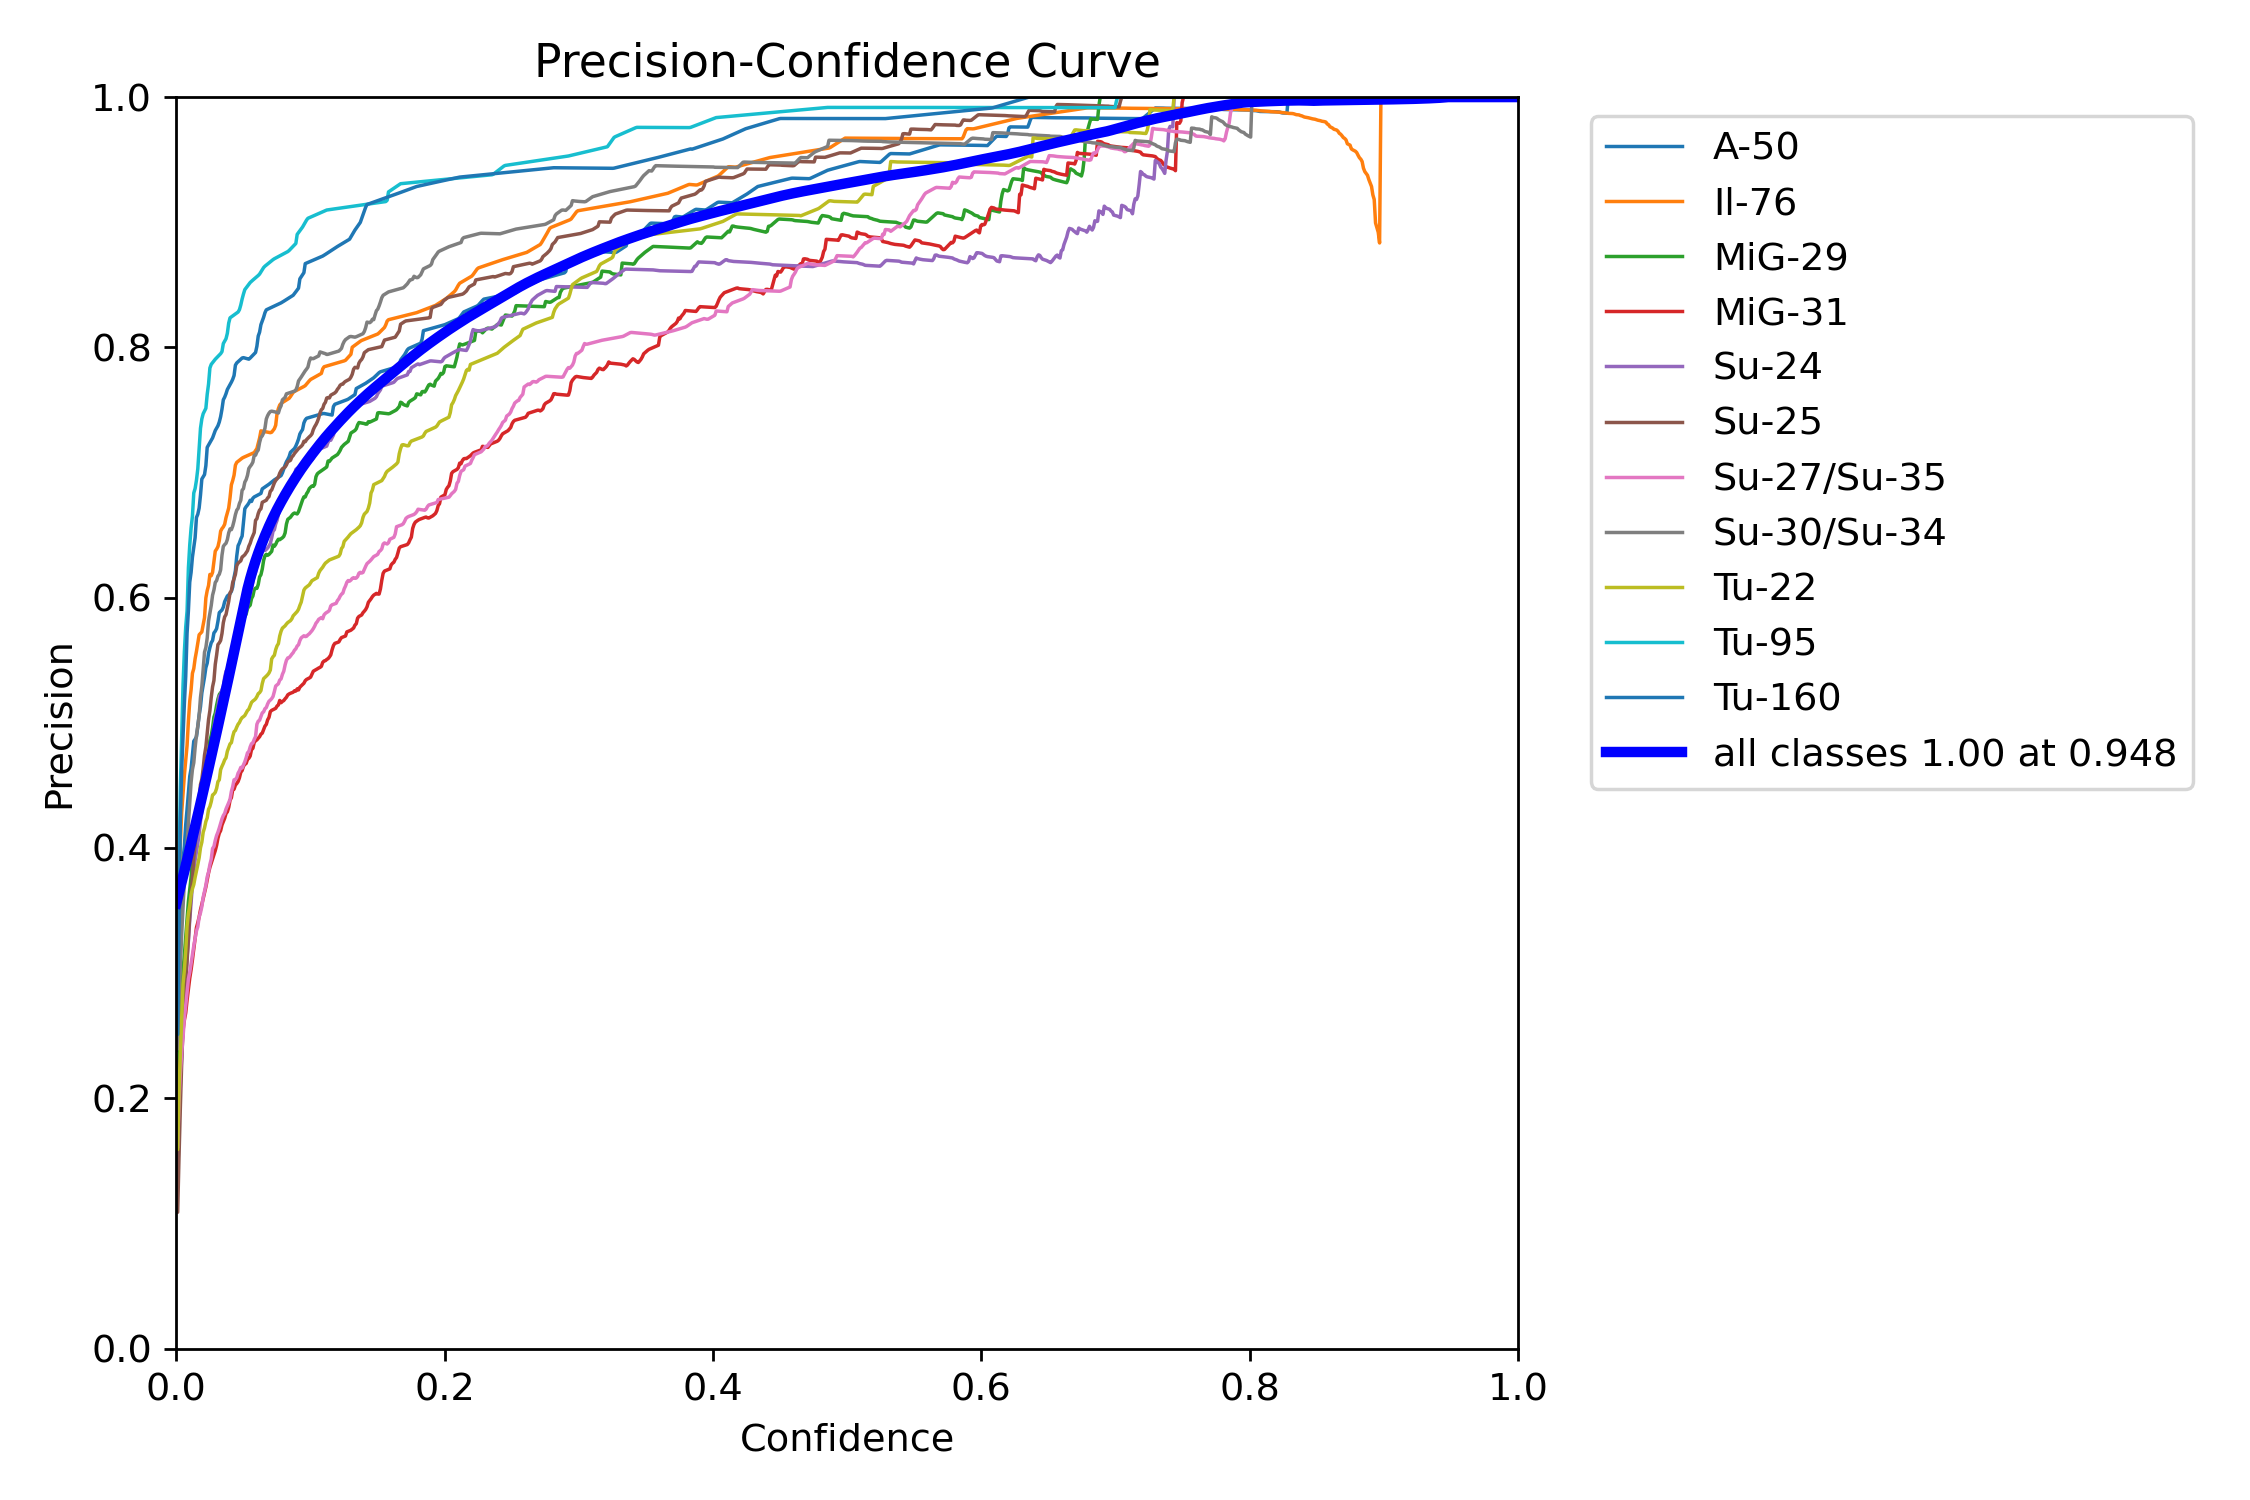 Precision-Confidence Curve
1.0
0.8
0.6
0.4
0.2
0.0
Precision
0.0 0.2 0.4 0.6 0.8 1.0
Confidence
A-50
Il-76
MiG-29
MiG-31
Su-24
Su-25
Su-27/Su-35
Su-30/Su-34
Tu-22
Tu-95
Tu-160
all classes 1.00 at 0.948